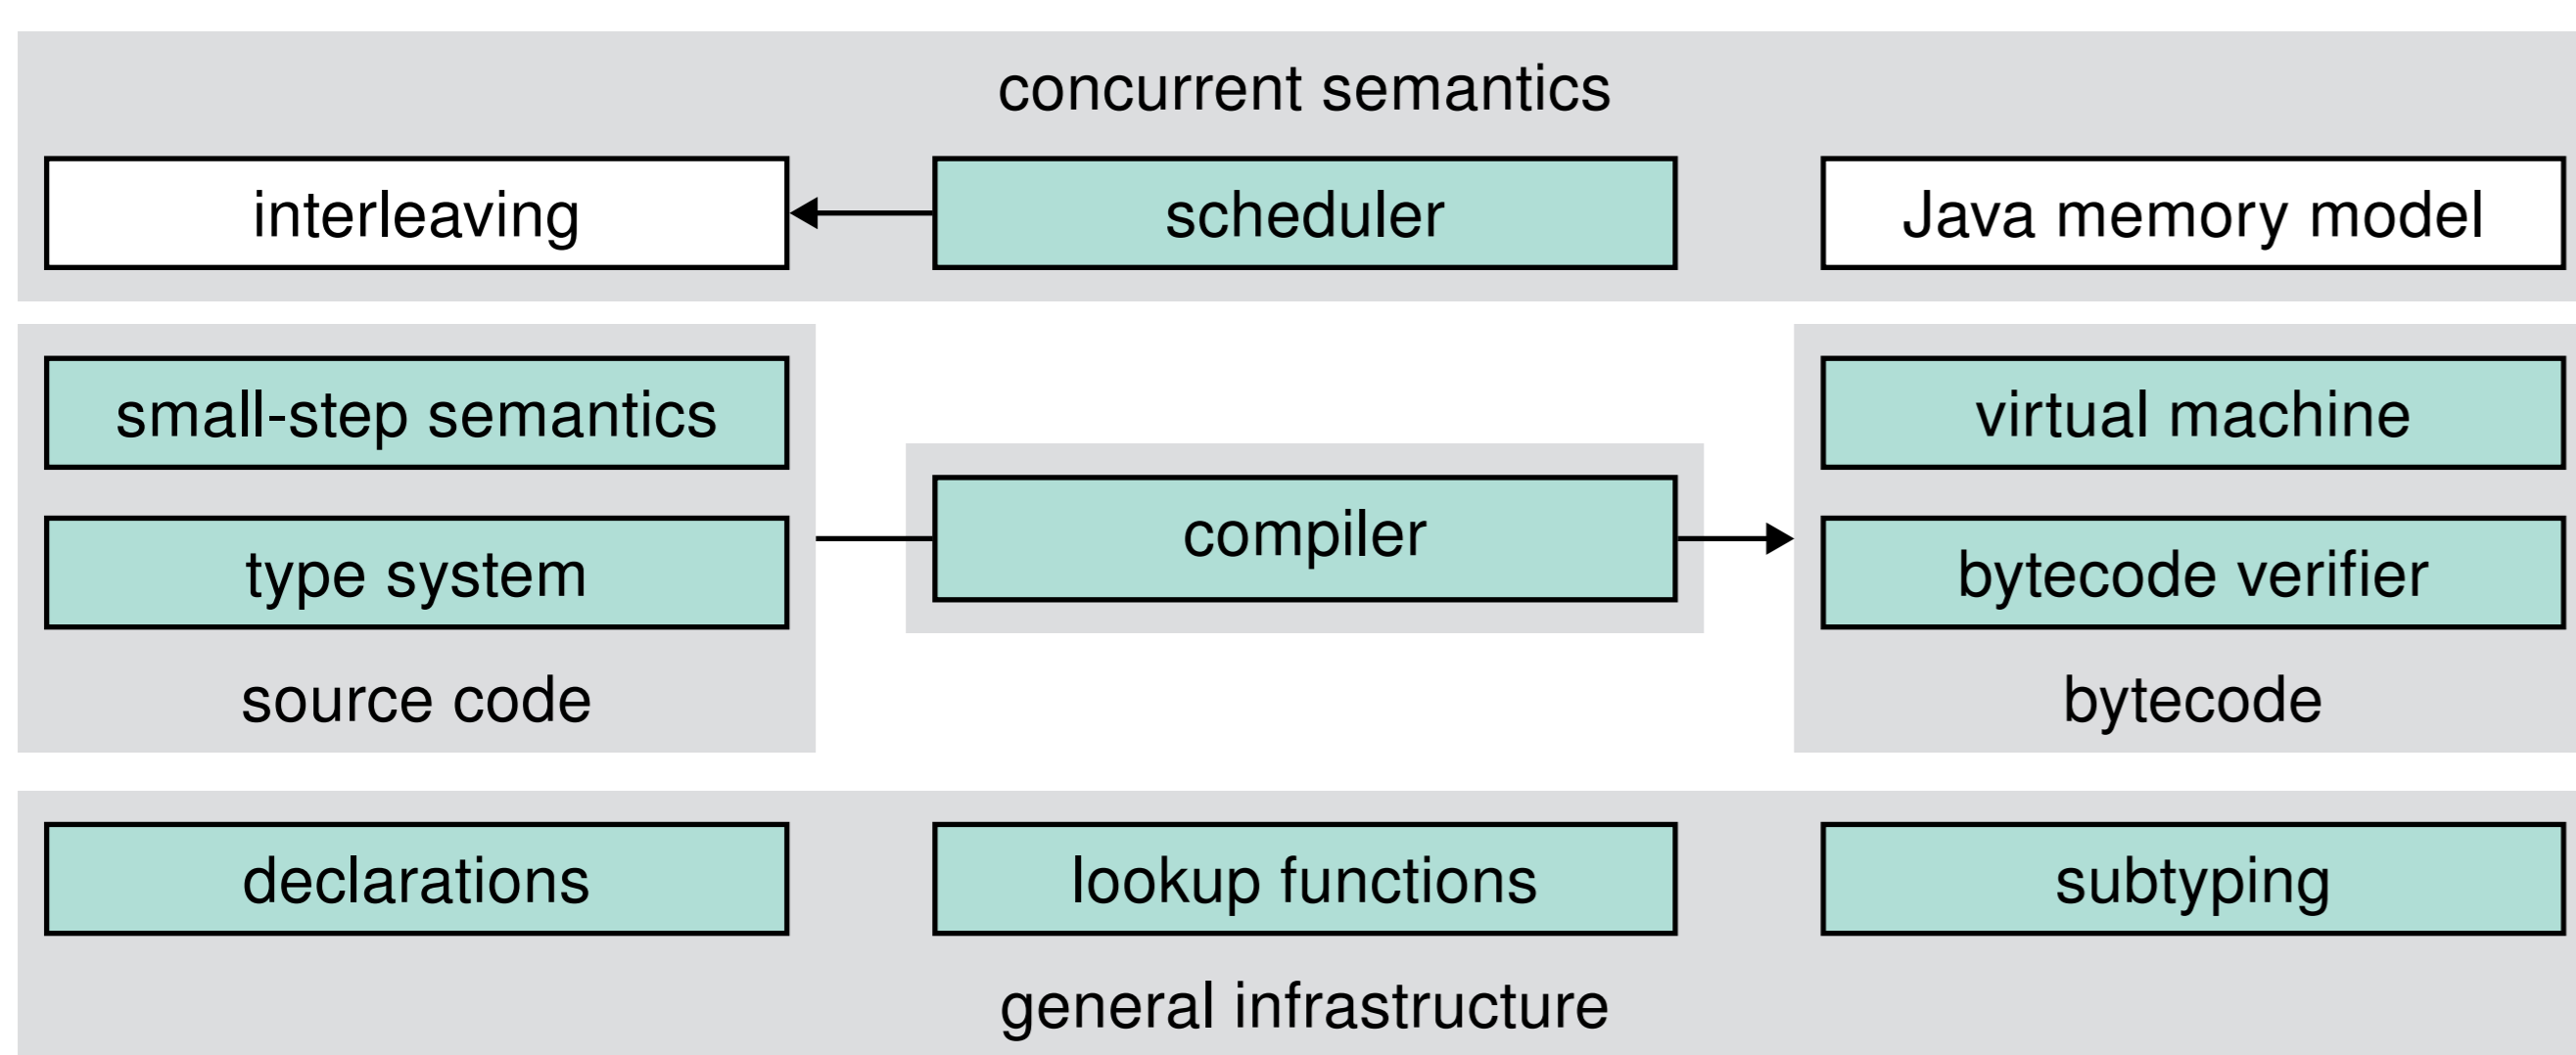 concurrent semantics
interleaving
scheduler
Java memory model
small-step semantics
type system
source code
compiler
virtual machine
bytecode verifier
bytecode
declarations
lookup functions
subtyping
general infrastructure